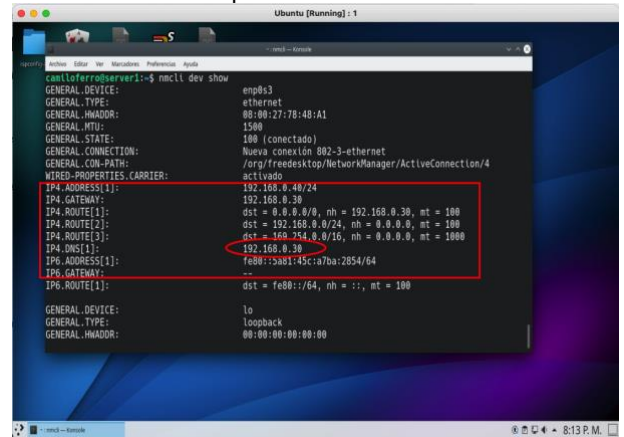 Ubuntu [Running] : 1
~ : nmcli — Konsole
Archivo Editar Ver Marcadores Preferencias Ayuda
camiloferro@server1:~$ nmcli dev show
GENERAL.DEVICE: enp0s3
GENERAL.TYPE: ethernet
GENERAL.HWADDR: 08:00:27:78:48:A1
GENERAL.MTU: 1500
GENERAL.STATE: 100 (conectado)
GENERAL.CONNECTION: Nueva conexión 802-3-ethernet
GENERAL.CON-PATH: /org/freedesktop/NetworkManager/ActiveConnection/4
WIRED-PROPERTIES.CARRIER: activado
IP4.ADDRESS[1]: 192.168.0.40/24
IP4.GATEWAY: 192.168.0.30
IP4.ROUTE[1]: dst = 0.0.0.0/0, nh = 192.168.0.30, mt = 100
IP4.ROUTE[2]: dst = 192.168.0.0/24, nh = 0.0.0.0, mt = 100
IP4.ROUTE[3]: dst = 169.254.0.0/16, nh = 0.0.0.0, mt = 1000
IP4.DNS[1]: 192.168.0.30
IP6.ADDRESS[1]: fe80::5a81:45c:a7ba:2854/64
IP6.GATEWAY: --
IP6.ROUTE[1]: dst = fe80::/64, nh = ::, mt = 100
GENERAL.DEVICE: lo
GENERAL.TYPE: loopback
GENERAL.HWADDR: 00:00:00:00:00:00
~ : nmcli — Konsole
8:13 P. M.